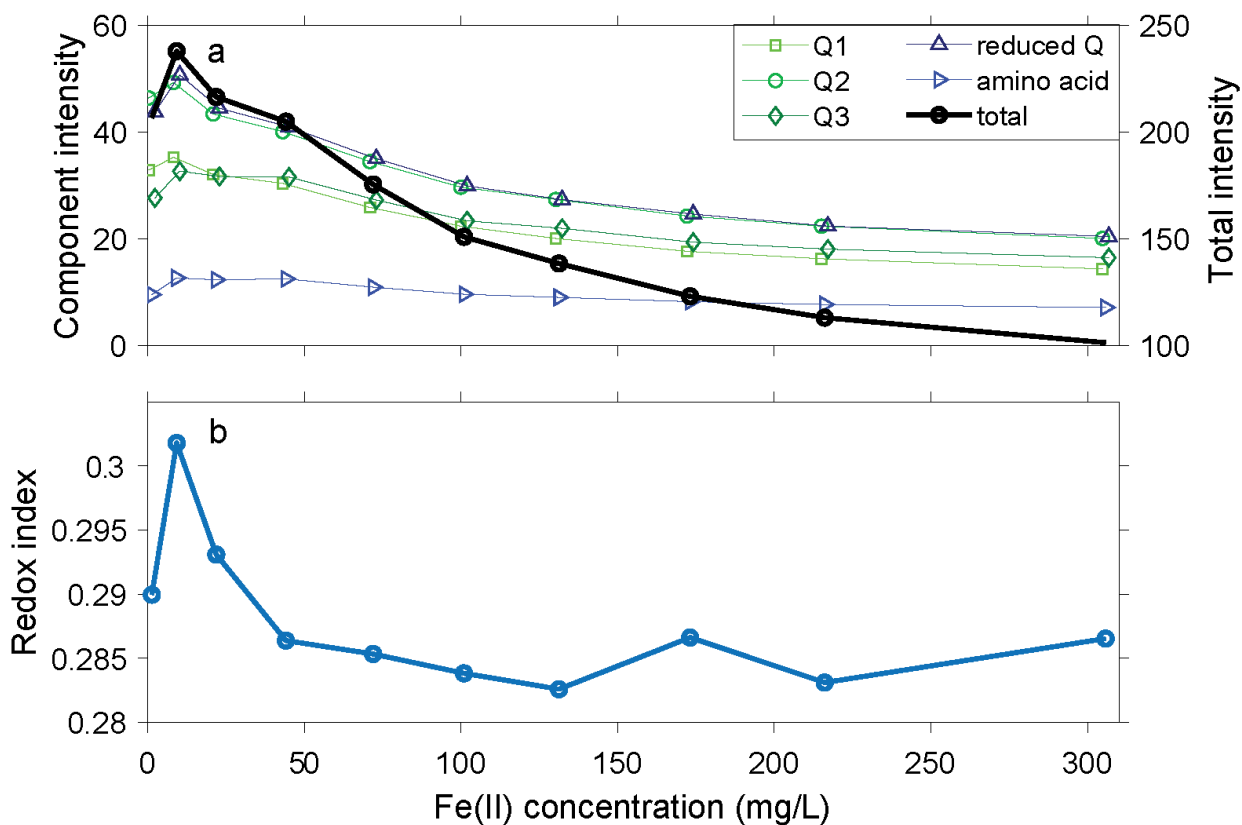 60
40
20
0
Component intensity
a
Q1
Q2
Q3
reduced Q
amino acid
total
250
200
150
100
Total intensity
b
0.3
0.295
0.29
0.285
0.28
Redox index
0
50
100
150
200
250
300
Fe(II) concentration (mg/L)